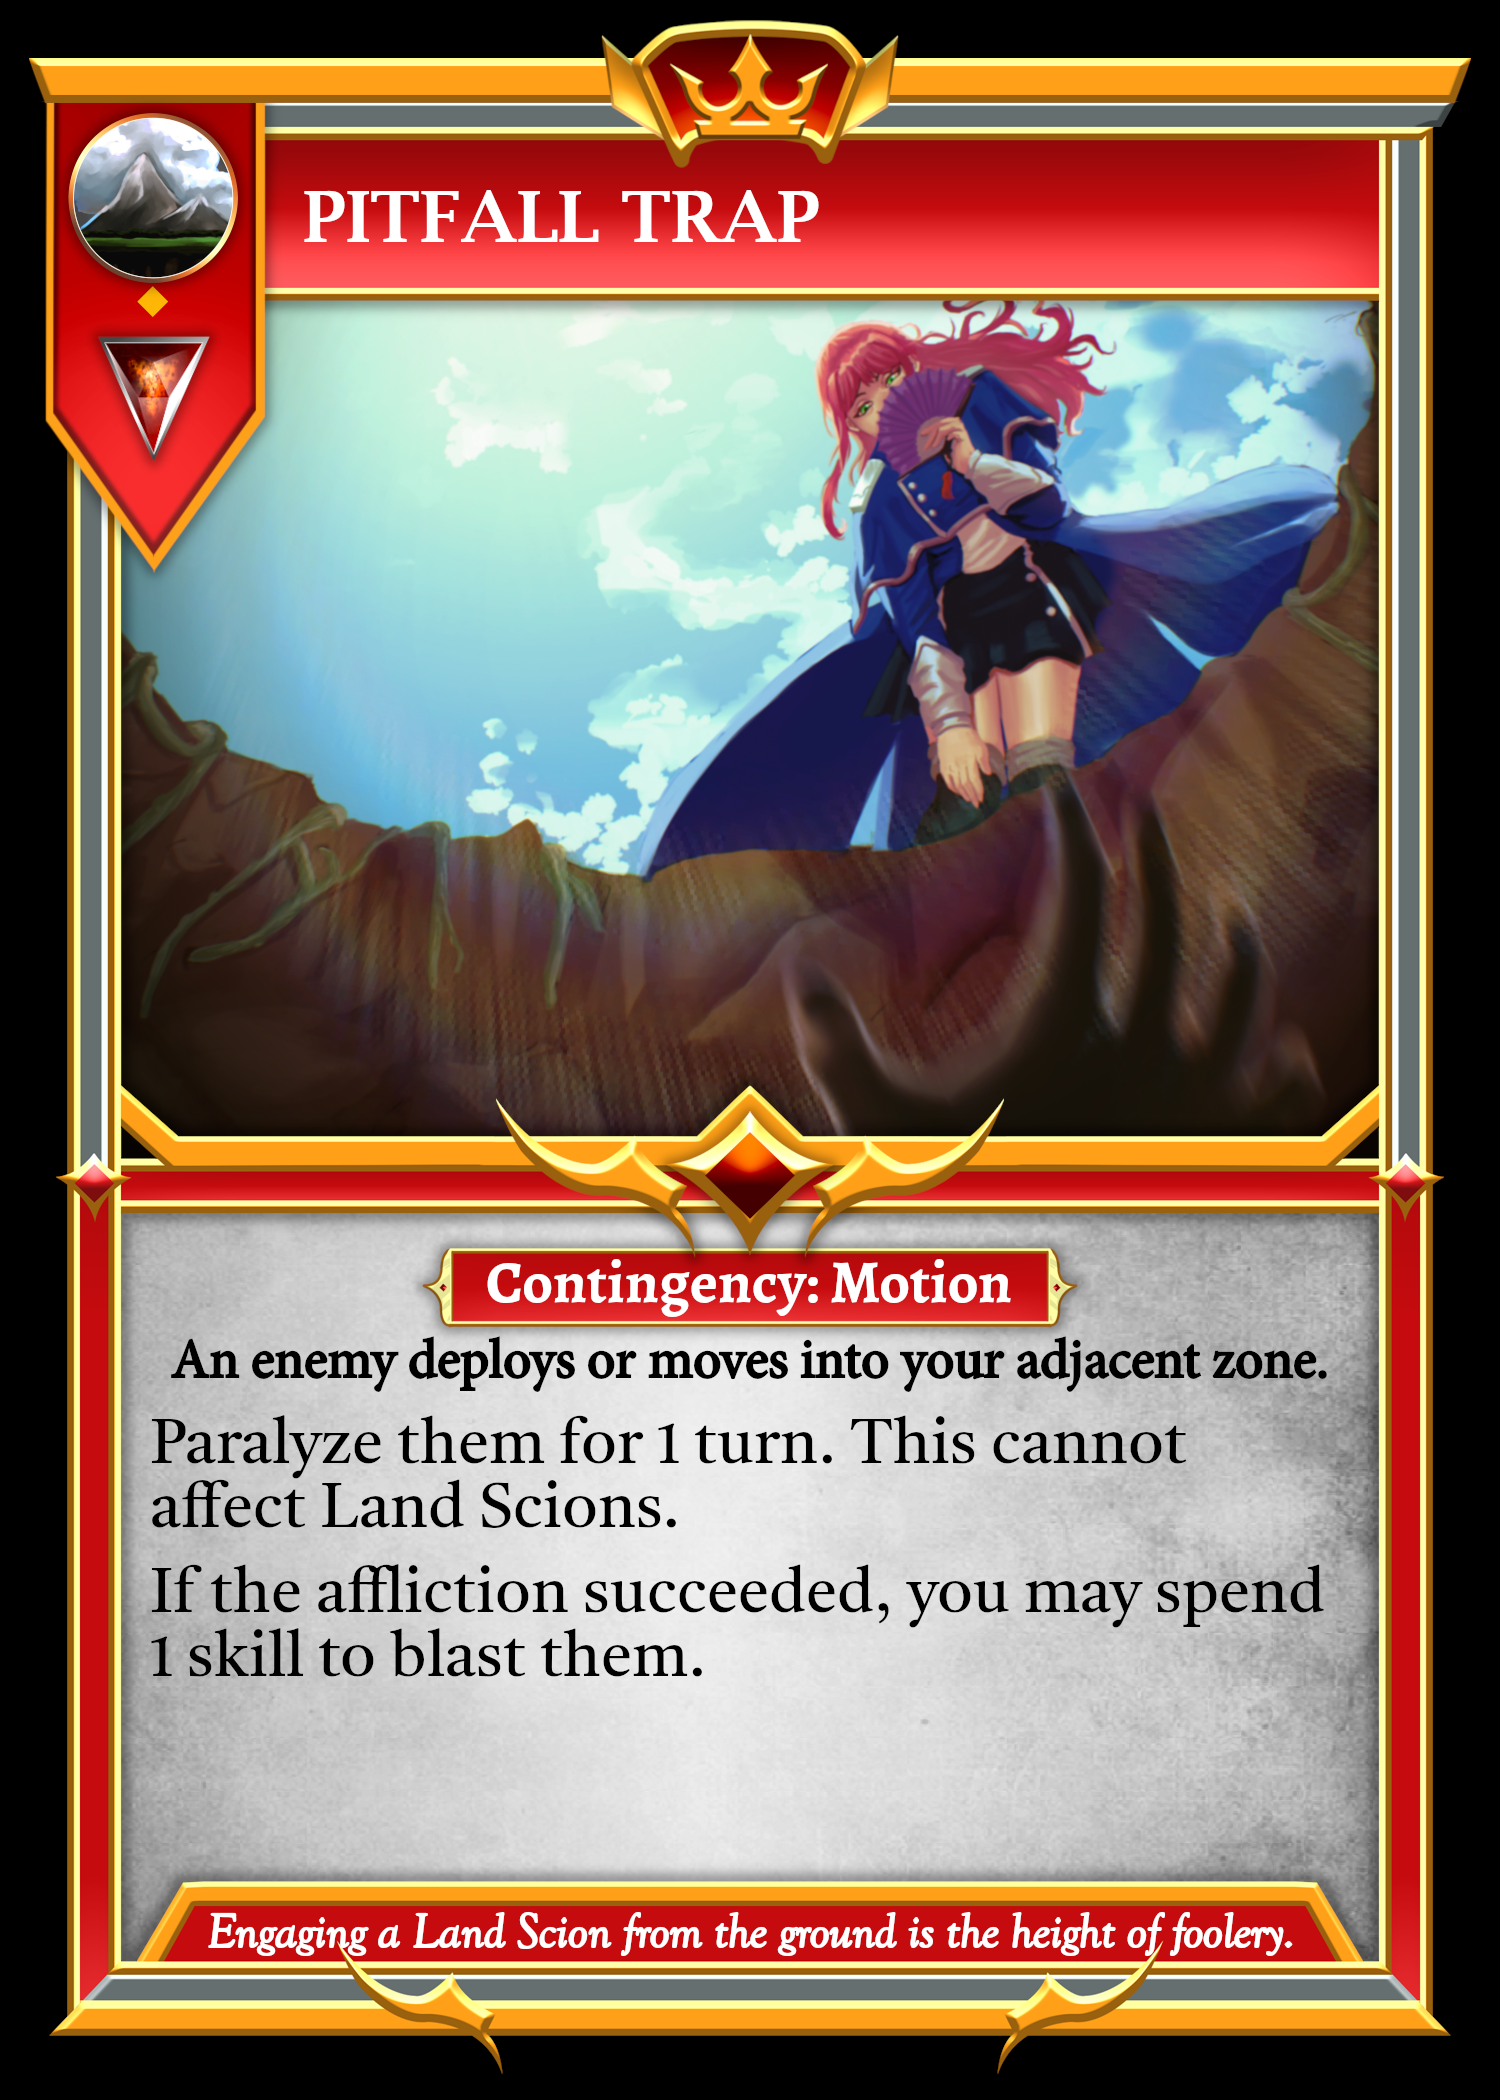 PITFALL TRAP
Contingency: Motion
An enemy deploys or moves into your adjacent zone.
Paralyze them for 1 turn. This cannot
affect Land Scions.
If the affliction succeeded, you may spend
1 skill to blast them.
Engaging a Land Scion from the ground is the height of foolery.